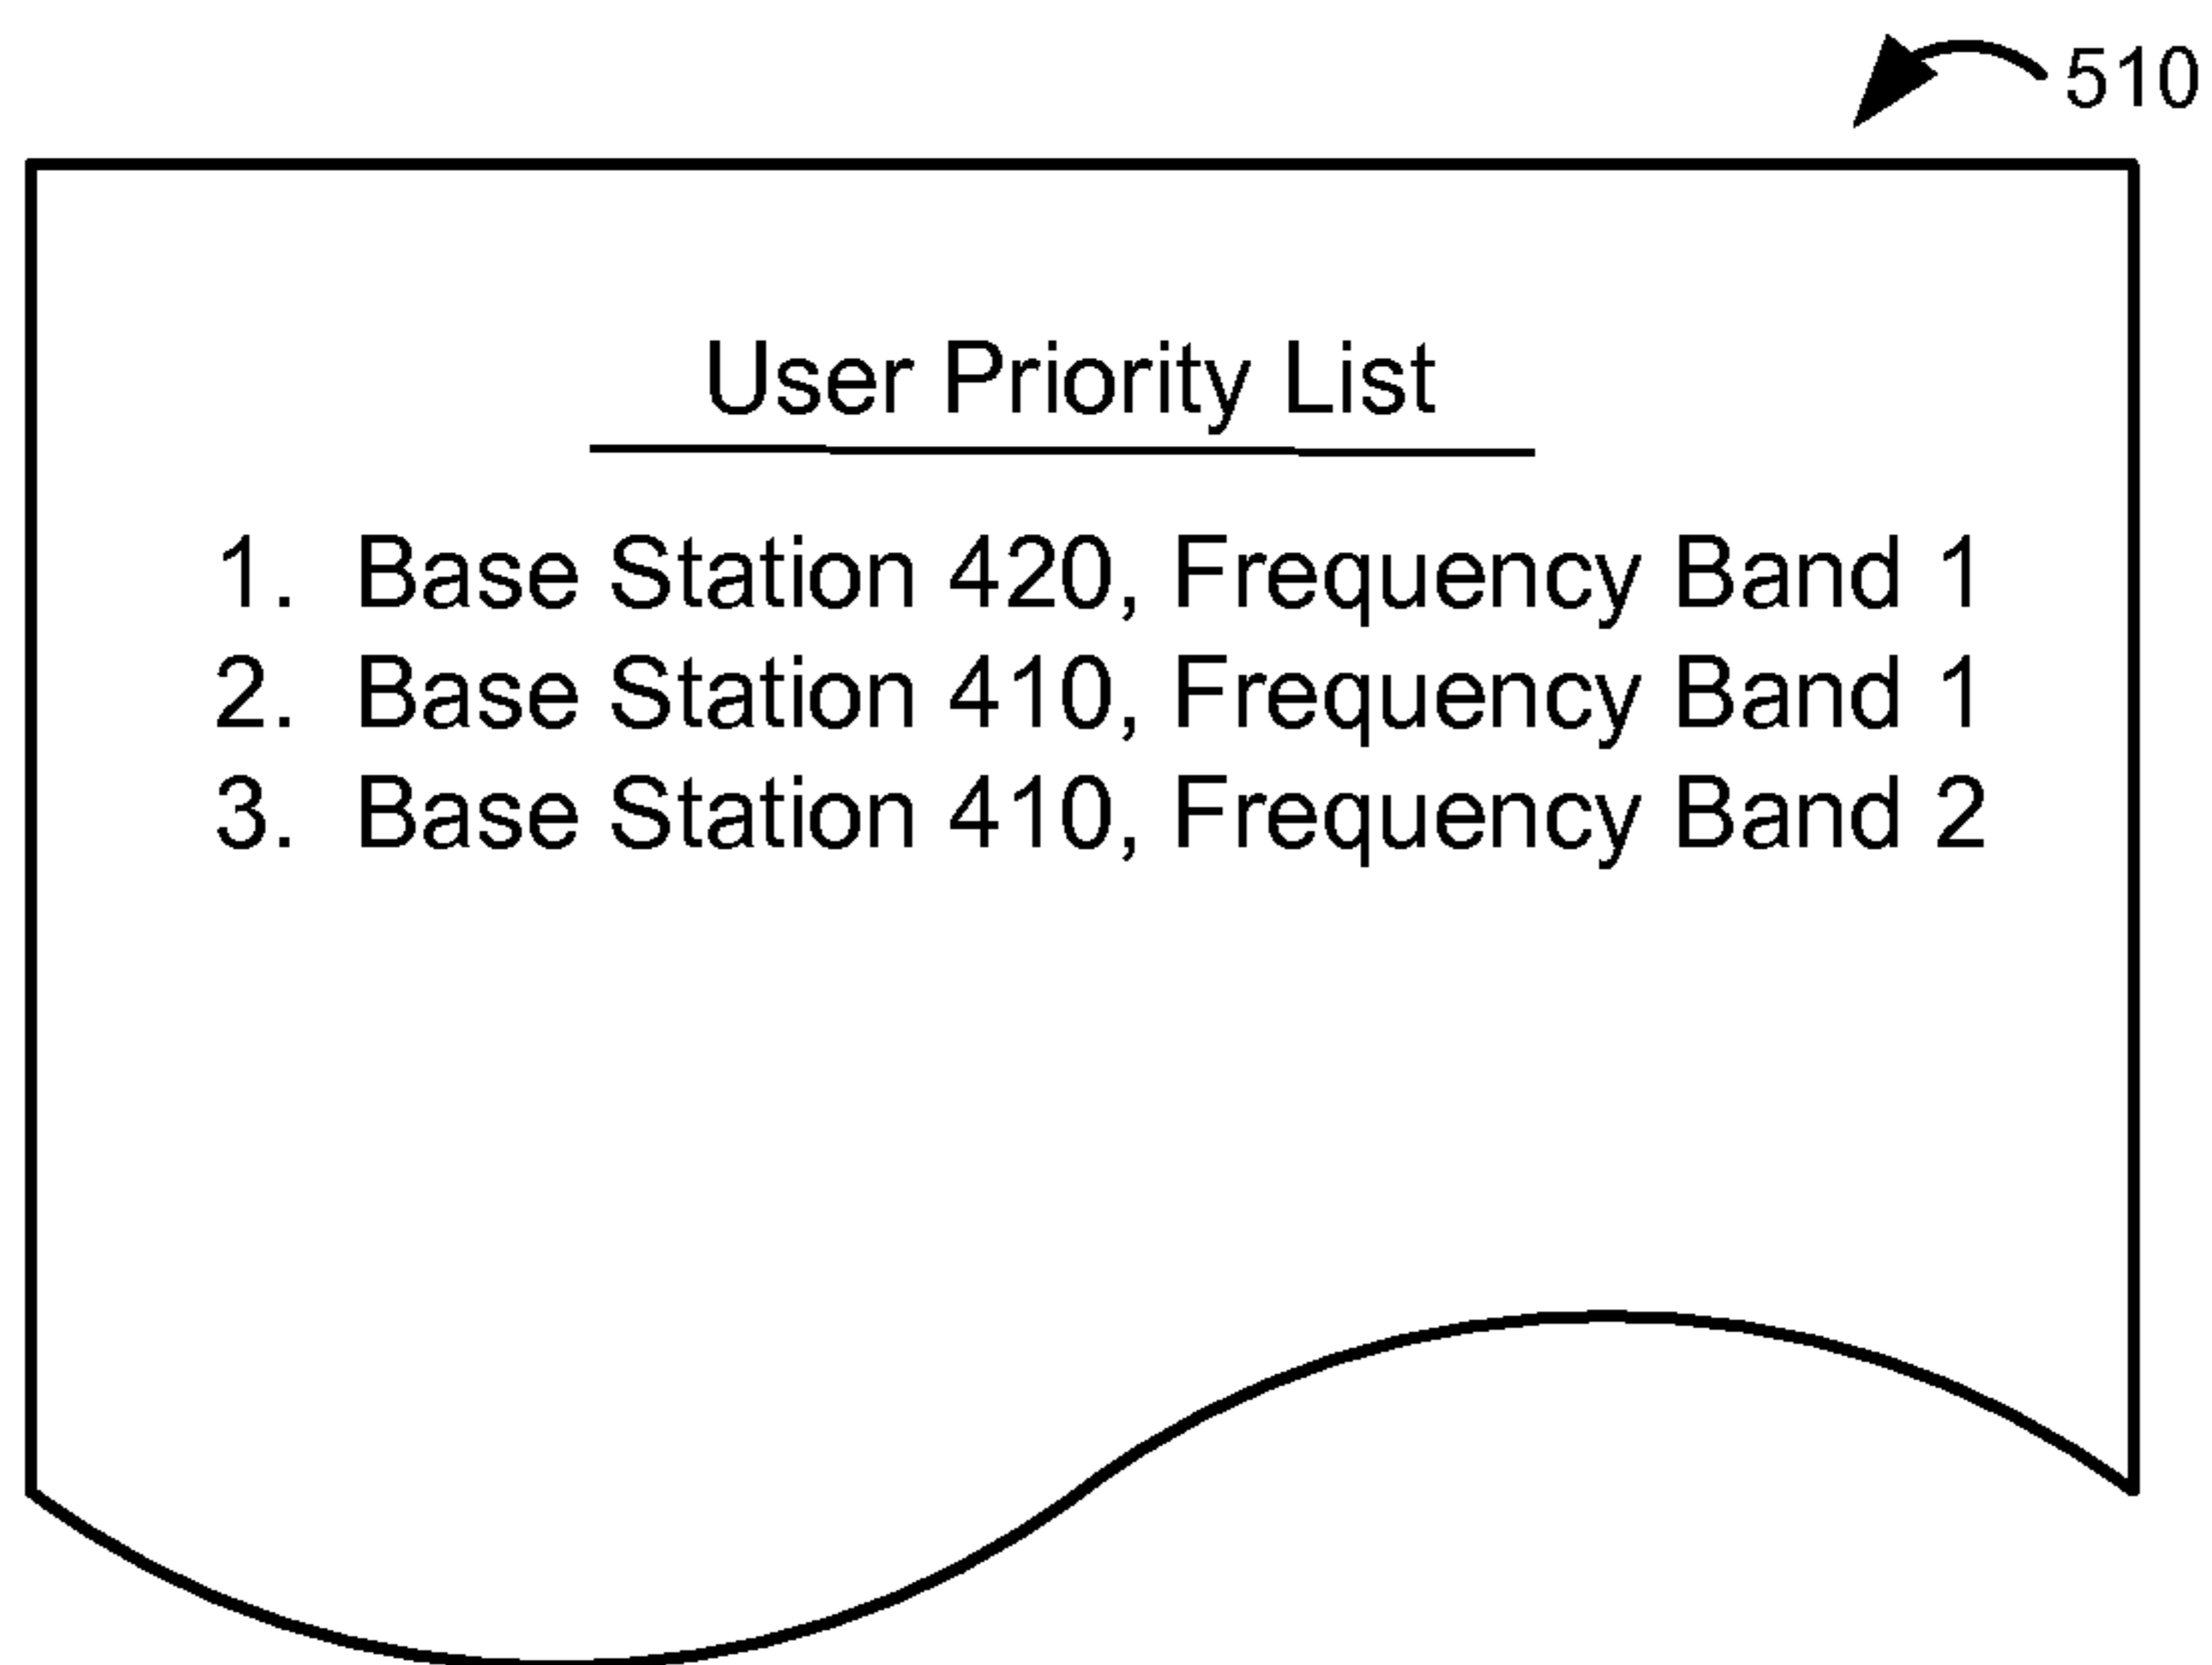 510
User Priority List
1. Base Station 420, Frequency Band 1
2. Base Station 410, Frequency Band 1
3. Base Station 410, Frequency Band 2